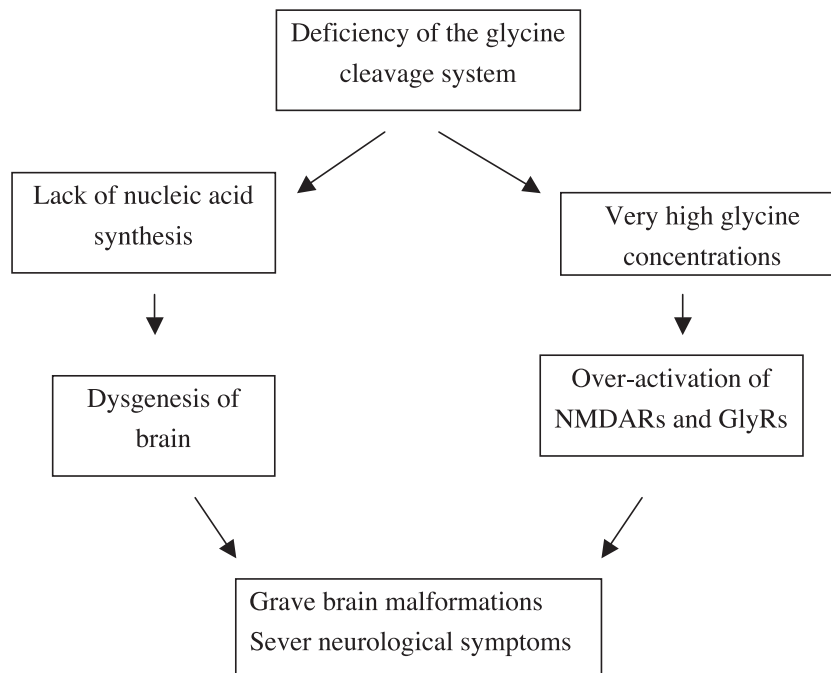 Deficiency of the glycine
cleavage system
Lack of nucleic acid
synthesis
Very high glycine
concentrations
Dysgenesis of
brain
Over-activation of
NMDARs and GlyRs
Grave brain malformations
Sever neurological symptoms